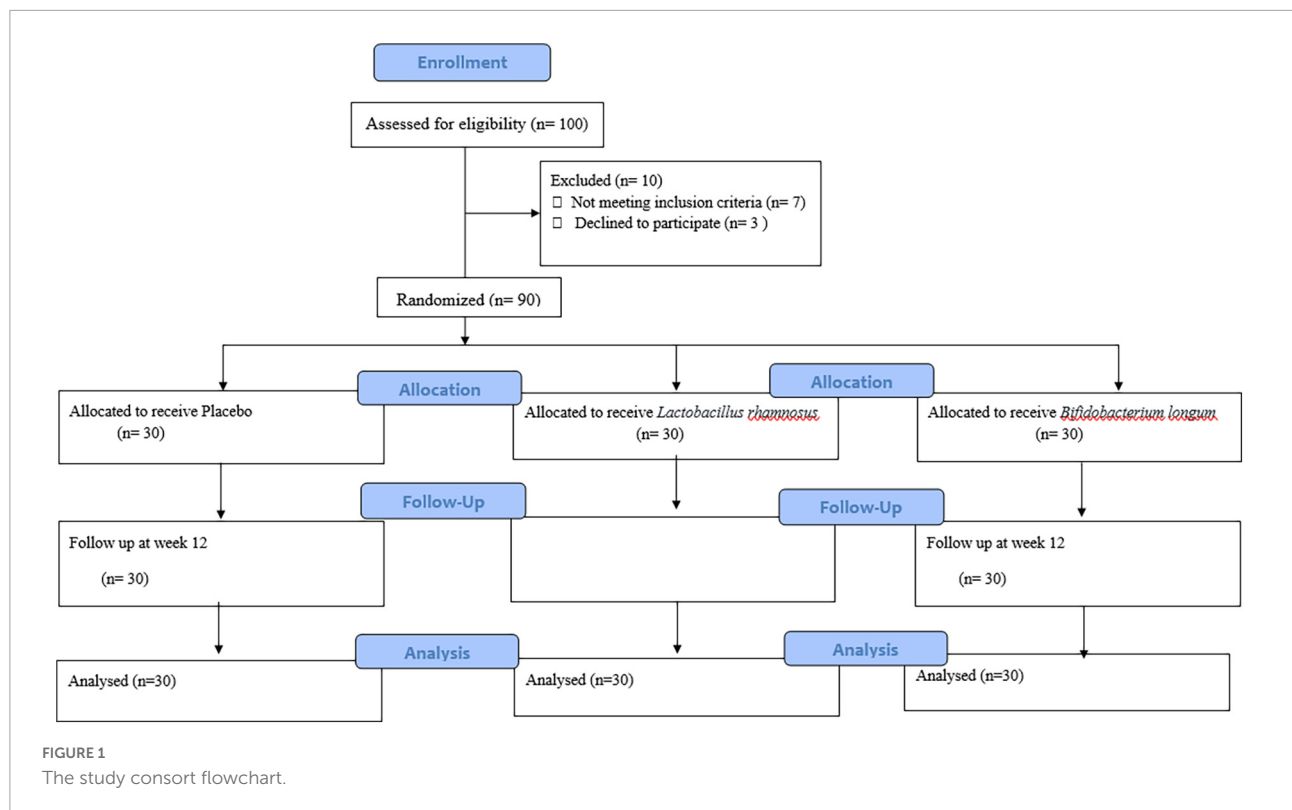 Enrollment
Assessed for eligibility (n= 100)
Excluded (n= 10)
☐ Not meeting inclusion criteria (n= 7)
☐ Declined to participate (n= 3 )
Randomized (n= 90)
Allocation
Allocation
Allocated to receive Placebo
(n= 30)
Allocated to receive Lactobacillus rhamnosus
(n= 30)
Allocated to receive Bifidobacterium longum
(n= 30)
Follow-Up
Follow-Up
Follow up at week 12
(n= 30)
Follow up at week 12
(n= 30)
Analysis
Analysis
Analysed (n=30)
Analysed (n=30)
Analysed (n=30)
FIGURE 1
The study consort flowchart.